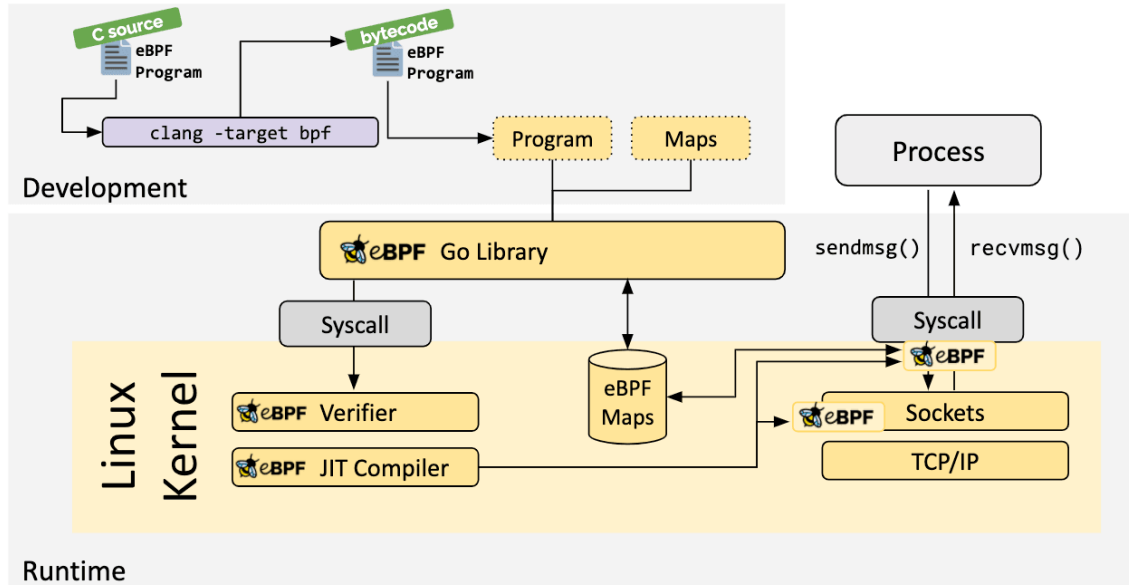 C source
eBPF
Program
bytecode
eBPF
Program
clang -target bpf
Program
Maps
Development
Process
eBPF Go Library
sendmsg()
recvmsg()
Syscall
Syscall
eBPF
Linux
Kernel
eBPF Verifier
eBPF
Maps
eBPF
Sockets
eBPF JIT Compiler
TCP/IP
Runtime